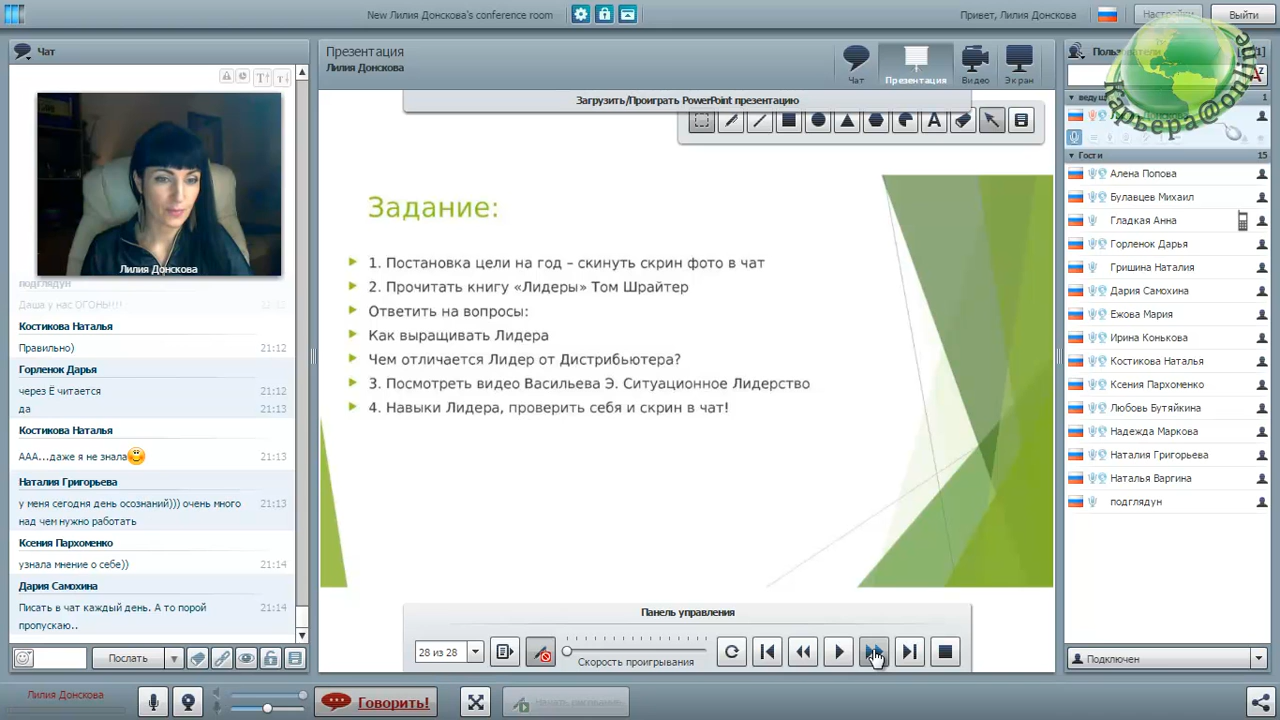 New Лилия Донскова's conference room
Привет, Лилия Донскова
Настройки
Выйти
Чат
Лилия Донскова
подглядун
Даша у нас ОГОНЬ!!!
Костикова Наталья
Правильно)
21:12
Горленок Дарья
через Ё читается
21:12
да
21:13
Костикова Наталья
ААА...даже я не знала
21:13
Наталия Григорьева
у меня сегодня день осознаний))) очень много
21:13
над чем нужно работать
Ксения Пархоменко
узнала мнение о себе))
21:14
Дария Самохина
Писать в чат каждый день. А то порой
21:14
пропускаю..
Послать
Презентация
Лилия Донскова
Чат
Презентация
Видео
Экран
Загрузить/Проиграть PowerPoint презентацию
Задание:
1. Постановка цели на год – скинуть скрин фото в чат
2. Прочитать книгу «Лидеры» Том Шрайтер
Ответить на вопросы:
Как выращивать Лидера
Чем отличается Лидер от Дистрибьютера?
3. Посмотреть видео Васильева Э. Ситуационное Лидерство
4. Навыки Лидера, проверить себя и скрин в чат!
Панель управления
28 из 28
Скорость проигрывания
карьера@online
ведущ
1
Гости
15
Алена Попова
Булавцев Михаил
Гладкая Анна
Горленок Дарья
Гришина Наталия
Дария Самохина
Ежова Мария
Ирина Конькова
Костикова Наталья
Ксения Пархоменко
Любовь Бутяйкина
Надежда Маркова
Наталия Григорьева
Наталья Варгина
подглядун
Подключен
Лилия Донскова
Говорить!